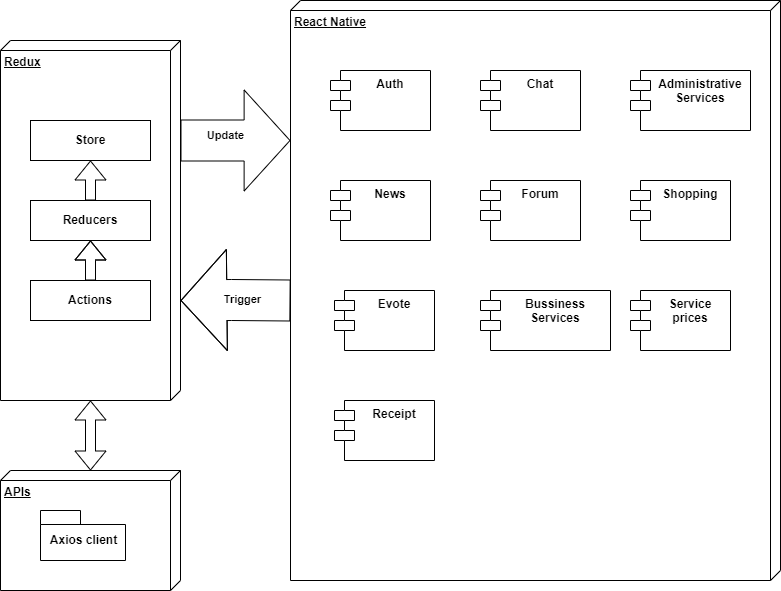 React Native
Redux
Auth
Chat
Administrative
Services
Store
Update
Reducers
News
Forum
Shopping
Actions
Trigger
Evote
Bussiness
Services
Service
prices
Receipt
APIs
Axios client